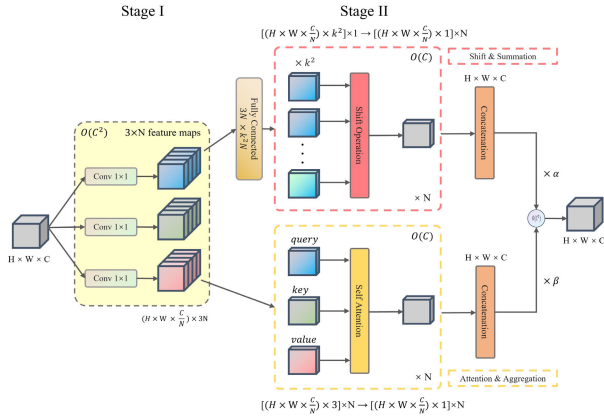 Stage I
Stage II
[(H × W × C/N) × k²]×1 → [(H × W × C/N) × 1]×N
O(C)
Shift & Summation
× k²
H × W × C
O(C²)
3×N feature maps
Fully Connected
3N × k²N
Shift Operation
Concatenation
Conv 1×1
Conv 1×1
Conv 1×1
× N
× α
H × W × C
H × W × C
O(C)
query
key
value
Self Attention
H × W × C
Concatenation
× β
(H × W × C/N) × 3N
× N
Attention & Aggregation
[(H × W × C/N) × 3]×N → [(H × W × C/N) × 1]×N